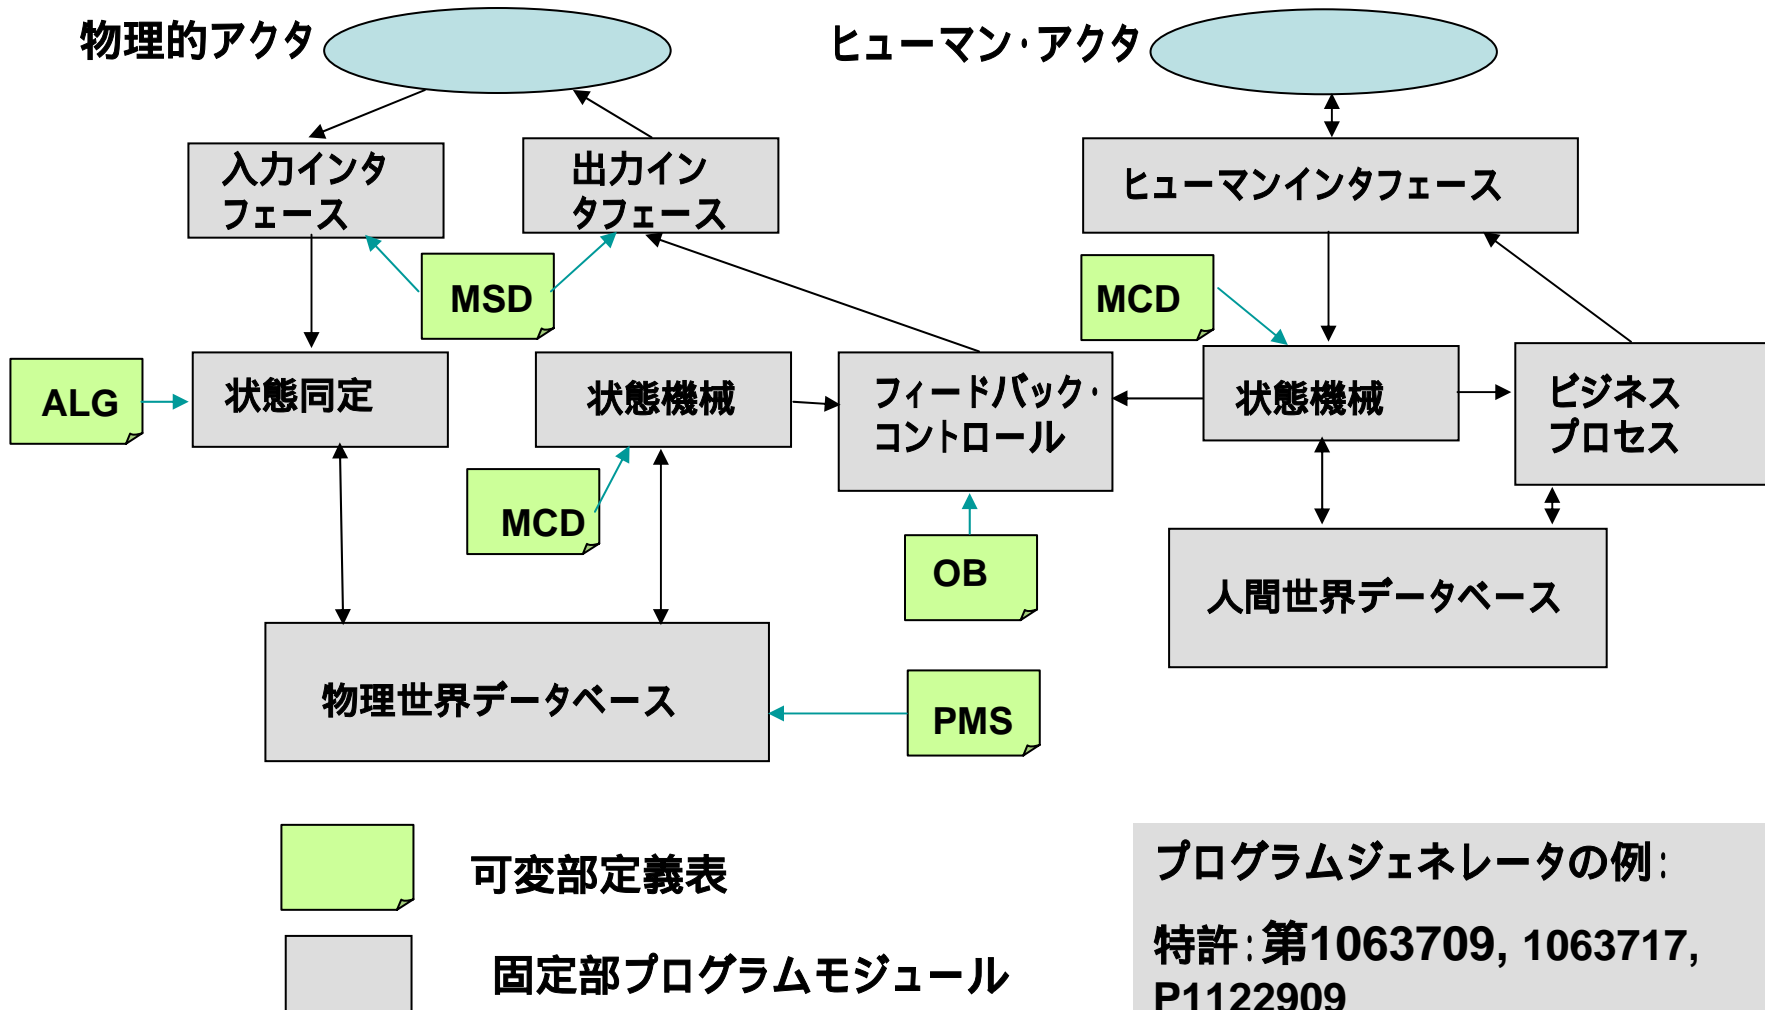 物理的アクタ
ヒューマン・アクタ
入力インタ
フェース
出力イン
タフェース
ヒューマンインタフェース
MSD
MCD
ALG
状態同定
状態機械
フィードバック・
コントロール
状態機械
ビジネス
プロセス
MCD
OB
人間世界データベース
物理世界データベース
PMS
可変部定義表
固定部プログラムモジュール
プログラムジェネレータの例:
特許:第1063709, 1063717,
P1122909